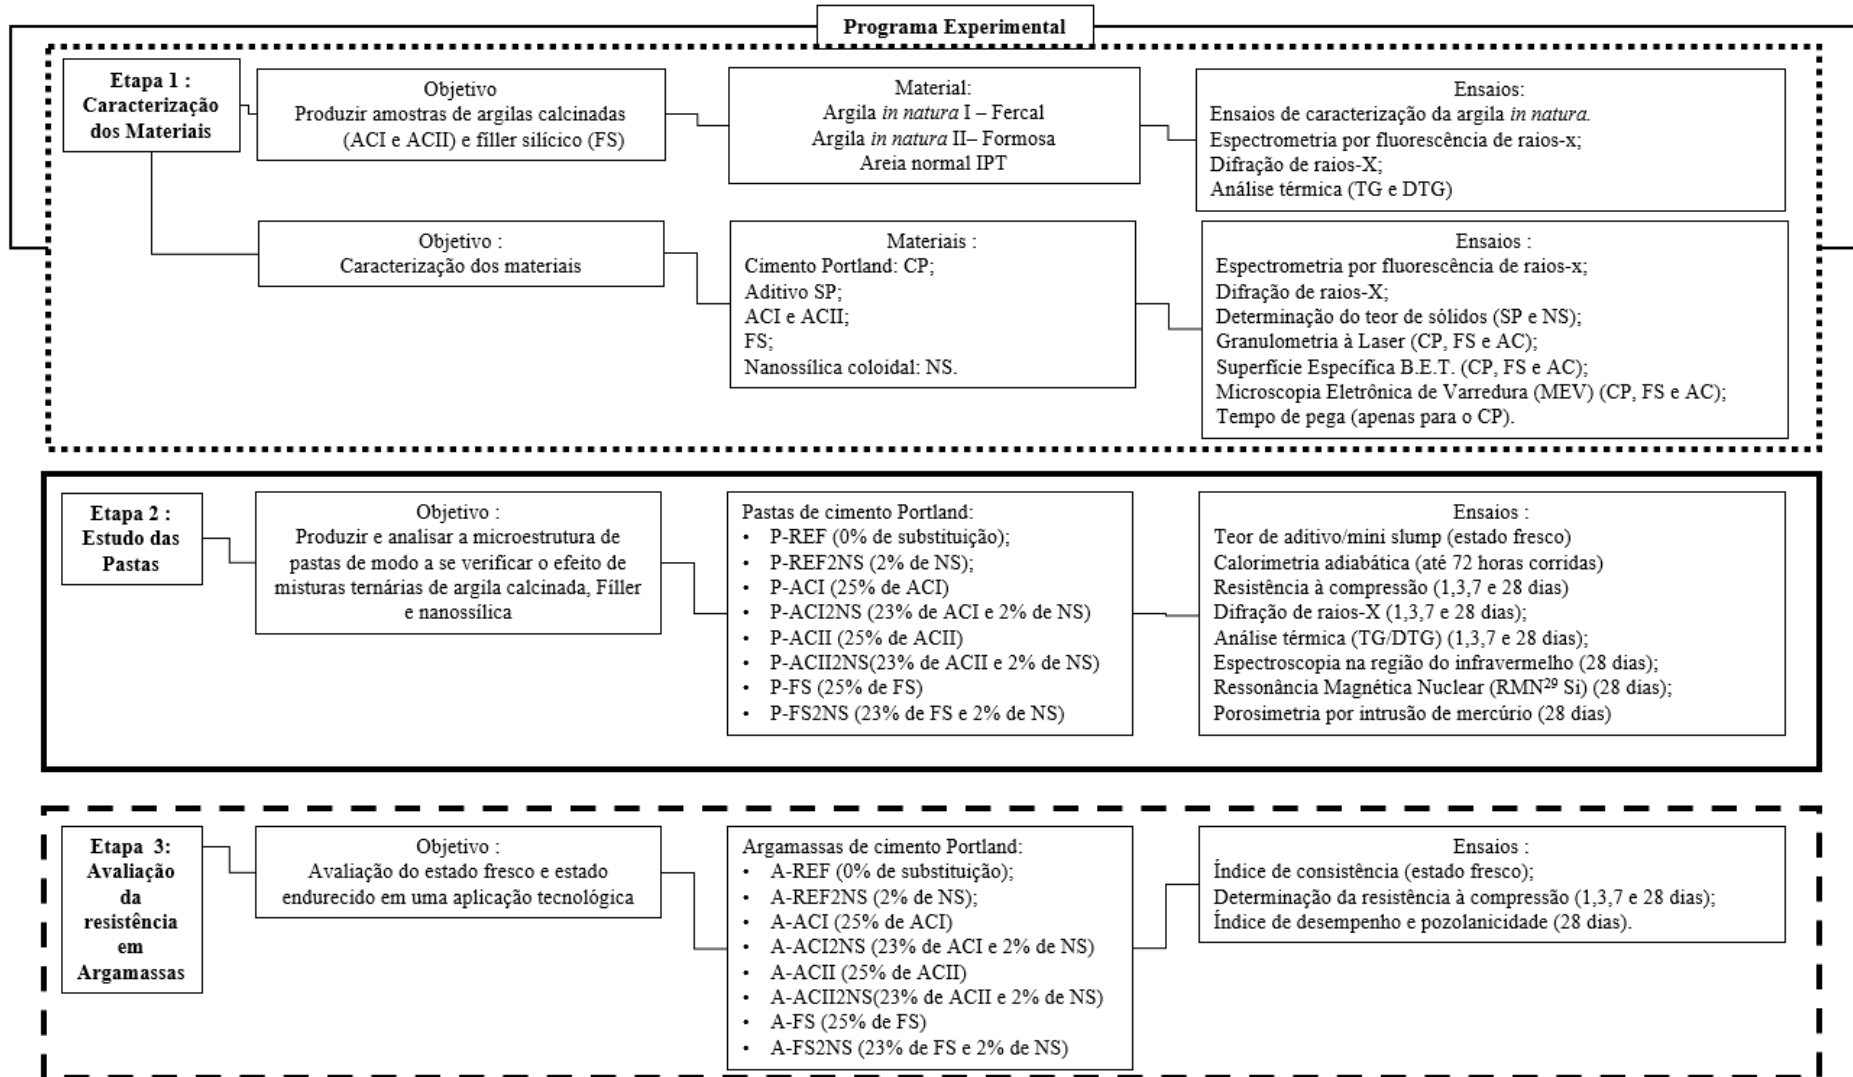 Programa Experimental
Etapa 1 :
Caracterização
dos Materiais
Objetivo
Produzir amostras de argilas calcinadas
(ACI e ACII) e fíller silícico (FS)
Material:
Argila in natura I – Fercal
Argila in natura II– Formosa
Areia normal IPT
Ensaios:
Ensaios de caracterização da argila in natura.
Espectrometria por fluorescência de raios-x;
Difração de raios-X;
Análise térmica (TG e DTG)
Objetivo :
Caracterização dos materiais
Materiais :
Cimento Portland: CP;
Aditivo SP;
ACI e ACII;
FS;
Nanossílica coloidal: NS.
Ensaios :
Espectrometria por fluorescência de raios-x;
Difração de raios-X;
Determinação do teor de sólidos (SP e NS);
Granulometria à Laser (CP, FS e AC);
Superfície Específica B.E.T. (CP, FS e AC);
Microscopia Eletrônica de Varredura (MEV) (CP, FS e AC);
Tempo de pega (apenas para o CP).
Etapa 2 :
Estudo das
Pastas
Objetivo :
Produzir e analisar a microestrutura de
pastas de modo a se verificar o efeito de
misturas ternárias de argila calcinada, Fíller
e nanossílica
Pastas de cimento Portland:
• P-REF (0% de substituição);
• P-REF2NS (2% de NS);
• P-ACI (25% de ACI)
• P-ACI2NS (23% de ACI e 2% de NS)
• P-ACII (25% de ACII)
• P-ACII2NS(23% de ACII e 2% de NS)
• P-FS (25% de FS)
• P-FS2NS (23% de FS e 2% de NS)
Ensaios :
Teor de aditivo/mini slump (estado fresco)
Calorimetria adiabática (até 72 horas corridas)
Resistência à compressão (1,3,7 e 28 dias)
Difração de raios-X (1,3,7 e 28 dias);
Análise térmica (TG/DTG) (1,3,7 e 28 dias);
Espectroscopia na região do infravermelho (28 dias);
Ressonância Magnética Nuclear (RMN²⁹ Si) (28 dias);
Porosimetria por intrusão de mercúrio (28 dias)
Etapa 3:
Avaliação
da
resistência
em
Argamassas
Objetivo :
Avaliação do estado fresco e estado
endurecido em uma aplicação tecnológica
Argamassas de cimento Portland:
• A-REF (0% de substituição);
• A-REF2NS (2% de NS);
• A-ACI (25% de ACI)
• A-ACI2NS (23% de ACI e 2% de NS)
• A-ACII (25% de ACII)
• A-ACII2NS(23% de ACII e 2% de NS)
• A-FS (25% de FS)
• A-FS2NS (23% de FS e 2% de NS)
Ensaios :
Índice de consistência (estado fresco);
Determinação da resistência à compressão (1,3,7 e 28 dias);
Índice de desempenho e pozolanicidade (28 dias).